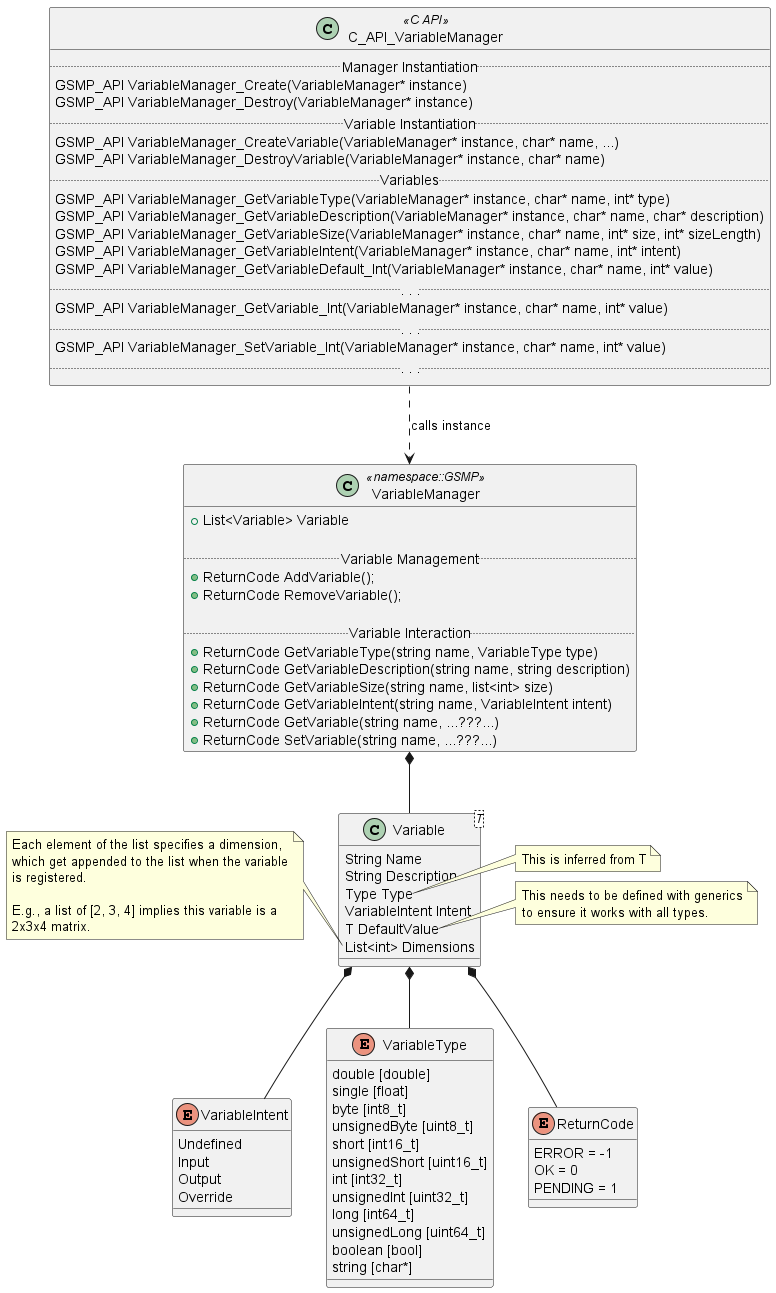 «C API»
C C_API_VariableManager
Manager Instantiation
GSMP_API VariableManager_Create(VariableManager* instance)
GSMP_API VariableManager_Destroy(VariableManager* instance)
Variable Instantiation
GSMP_API VariableManager_CreateVariable(VariableManager* instance, char* name, ...)
GSMP_API VariableManager_DestroyVariable(VariableManager* instance, char* name)
Variables
GSMP_API VariableManager_GetVariableType(VariableManager* instance, char* name, int* type)
GSMP_API VariableManager_GetVariableDescription(VariableManager* instance, char* name, char* description)
GSMP_API VariableManager_GetVariableSize(VariableManager* instance, char* name, int* size, int* sizeLength)
GSMP_API VariableManager_GetVariableIntent(VariableManager* instance, char* name, int* intent)
GSMP_API VariableManager_GetVariableDefault_Int(VariableManager* instance, char* name, int* value)
. . .
GSMP_API VariableManager_GetVariable_Int(VariableManager* instance, char* name, int* value)
. . .
GSMP_API VariableManager_SetVariable_Int(VariableManager* instance, char* name, int* value)
. . .
calls instance
«namespace::GSMP»
C VariableManager
List<Variable> Variable
Variable Management
ReturnCode AddVariable();
ReturnCode RemoveVariable();
Variable Interaction
ReturnCode GetVariableType(string name, VariableType type)
ReturnCode GetVariableDescription(string name, string description)
ReturnCode GetVariableSize(string name, list<int> size)
ReturnCode GetVariableIntent(string name, VariableIntent intent)
ReturnCode GetVariable(string name, ...???...)
ReturnCode SetVariable(string name, ...???...)
Each element of the list specifies a dimension,
which get appended to the list when the variable
is registered.
E.g., a list of [2, 3, 4] implies this variable is a
2x3x4 matrix.
T
C Variable
String Name
String Description
Type Type
VariableIntent Intent
T DefaultValue
List<int> Dimensions
This is inferred from T
This needs to be defined with generics
to ensure it works with all types.
E VariableIntent
Undefined
Input
Output
Override
E VariableType
double [double]
single [float]
byte [int8_t]
unsignedByte [uint8_t]
short [int16_t]
unsignedShort [uint16_t]
int [int32_t]
unsignedInt [uint32_t]
long [int64_t]
unsignedLong [uint64_t]
boolean [bool]
string [char*]
E ReturnCode
ERROR = -1
OK = 0
PENDING = 1